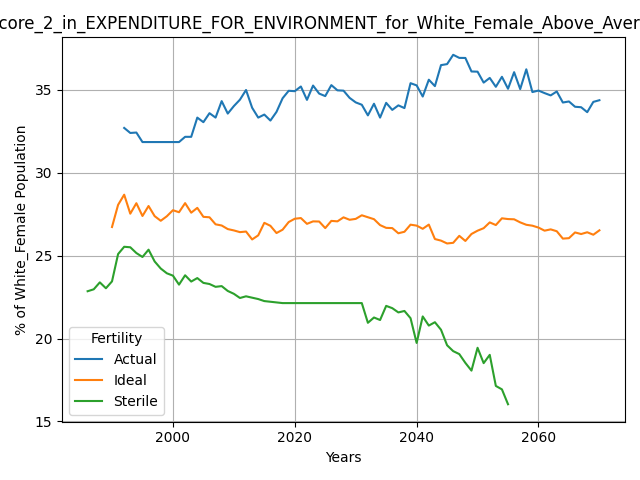 core_2_in_EXPENDITURE_FOR_ENVIRONMENT_for_White_Female_Above_Aver
% of White_Female Population
35
30
25
20
15
Fertility
Actual
Ideal
Sterile
2000
2020
2040
2060
Years